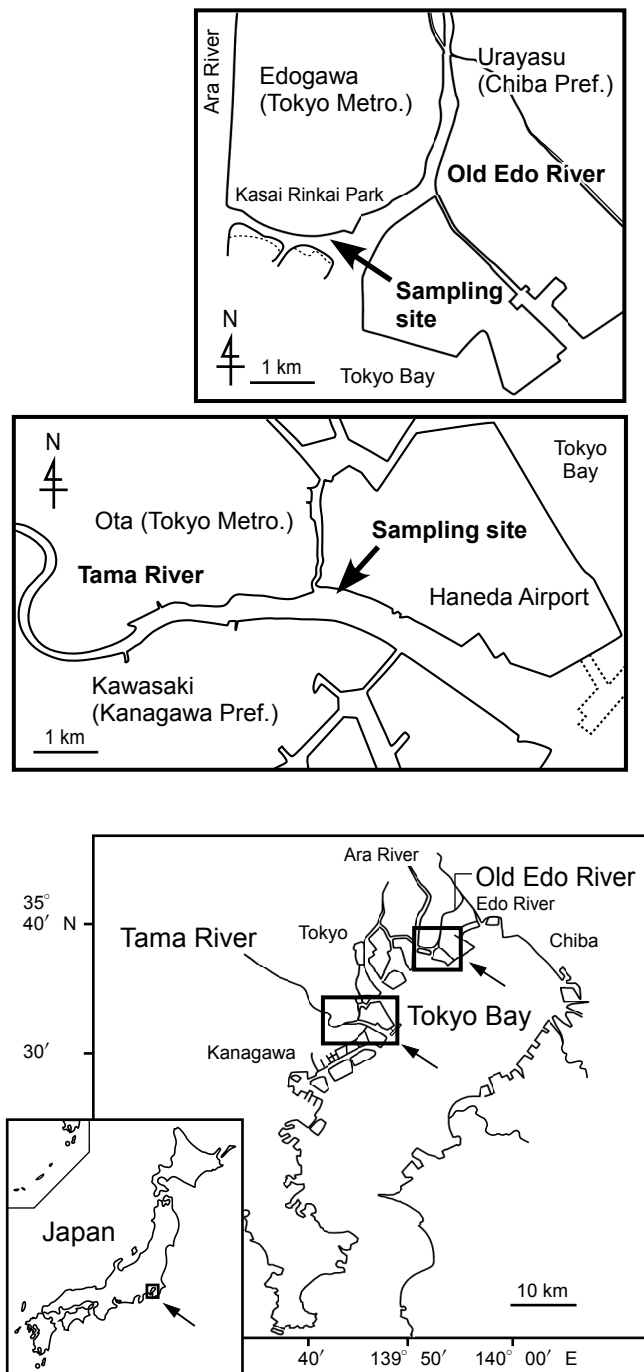 Ara River
Edogawa
(Tokyo Metro.)
Urayasu
(Chiba Pref.)
Old Edo River
Kasai Rinkai Park
Sampling
site
N
1 km
Tokyo Bay
N
Tokyo
Bay
Ota (Tokyo Metro.)
Sampling site
Tama River
Haneda Airport
Kawasaki
(Kanagawa Pref.)
1 km
Ara River
Old Edo River
Edo River
35°
40′ N
Tokyo
Chiba
Tama River
Tokyo Bay
30′
Kanagawa
Japan
10 km
40′ 139° 50′ 140° 00′ E